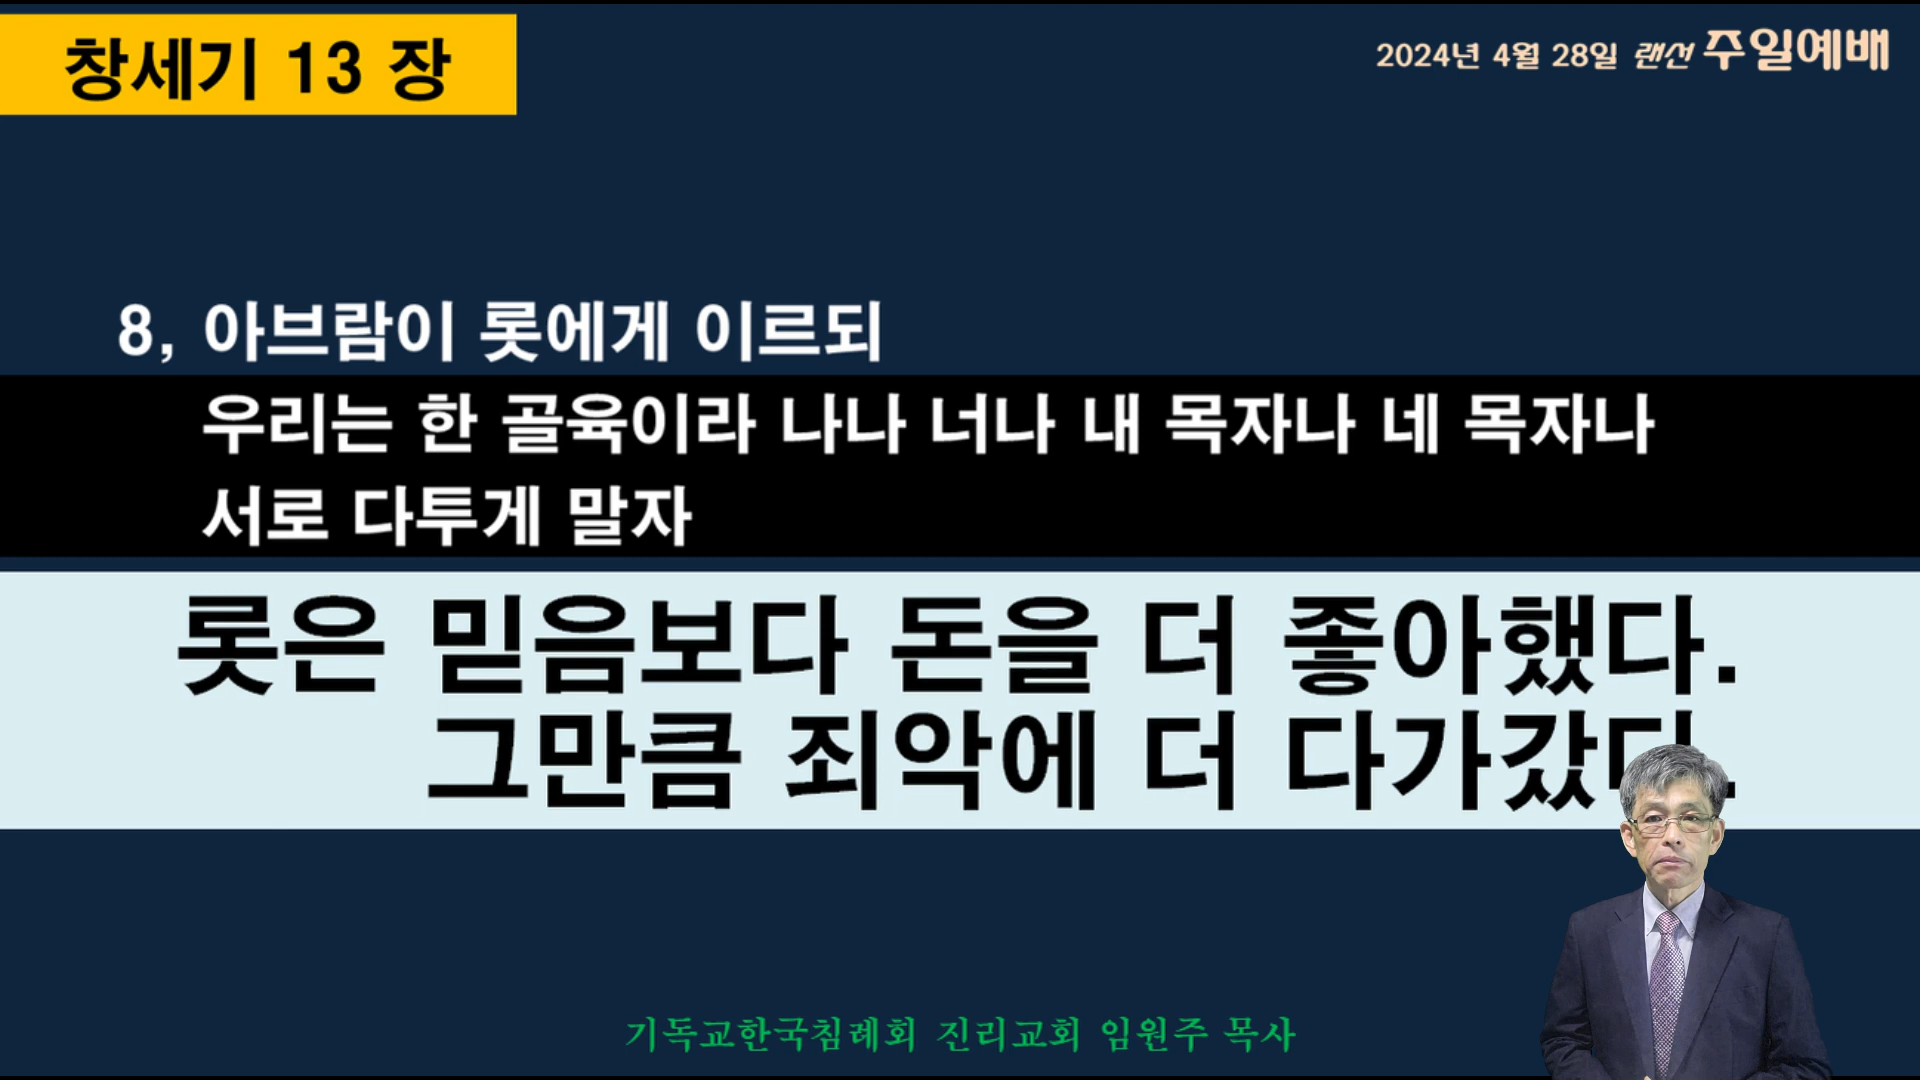 창세기 13 장
2024년 4월 28일 랜선 주일예배
8, 아브람이 롯에게 이르되
우리는 한 골육이라 나나 너나 내 목자나 네 목자나
서로 다투게 말자
롯은 믿음보다 돈을 더 좋아했다.
그만큼 죄악에 더 다가갔다.
기독교한국침례회 진리교회 임원주 목사